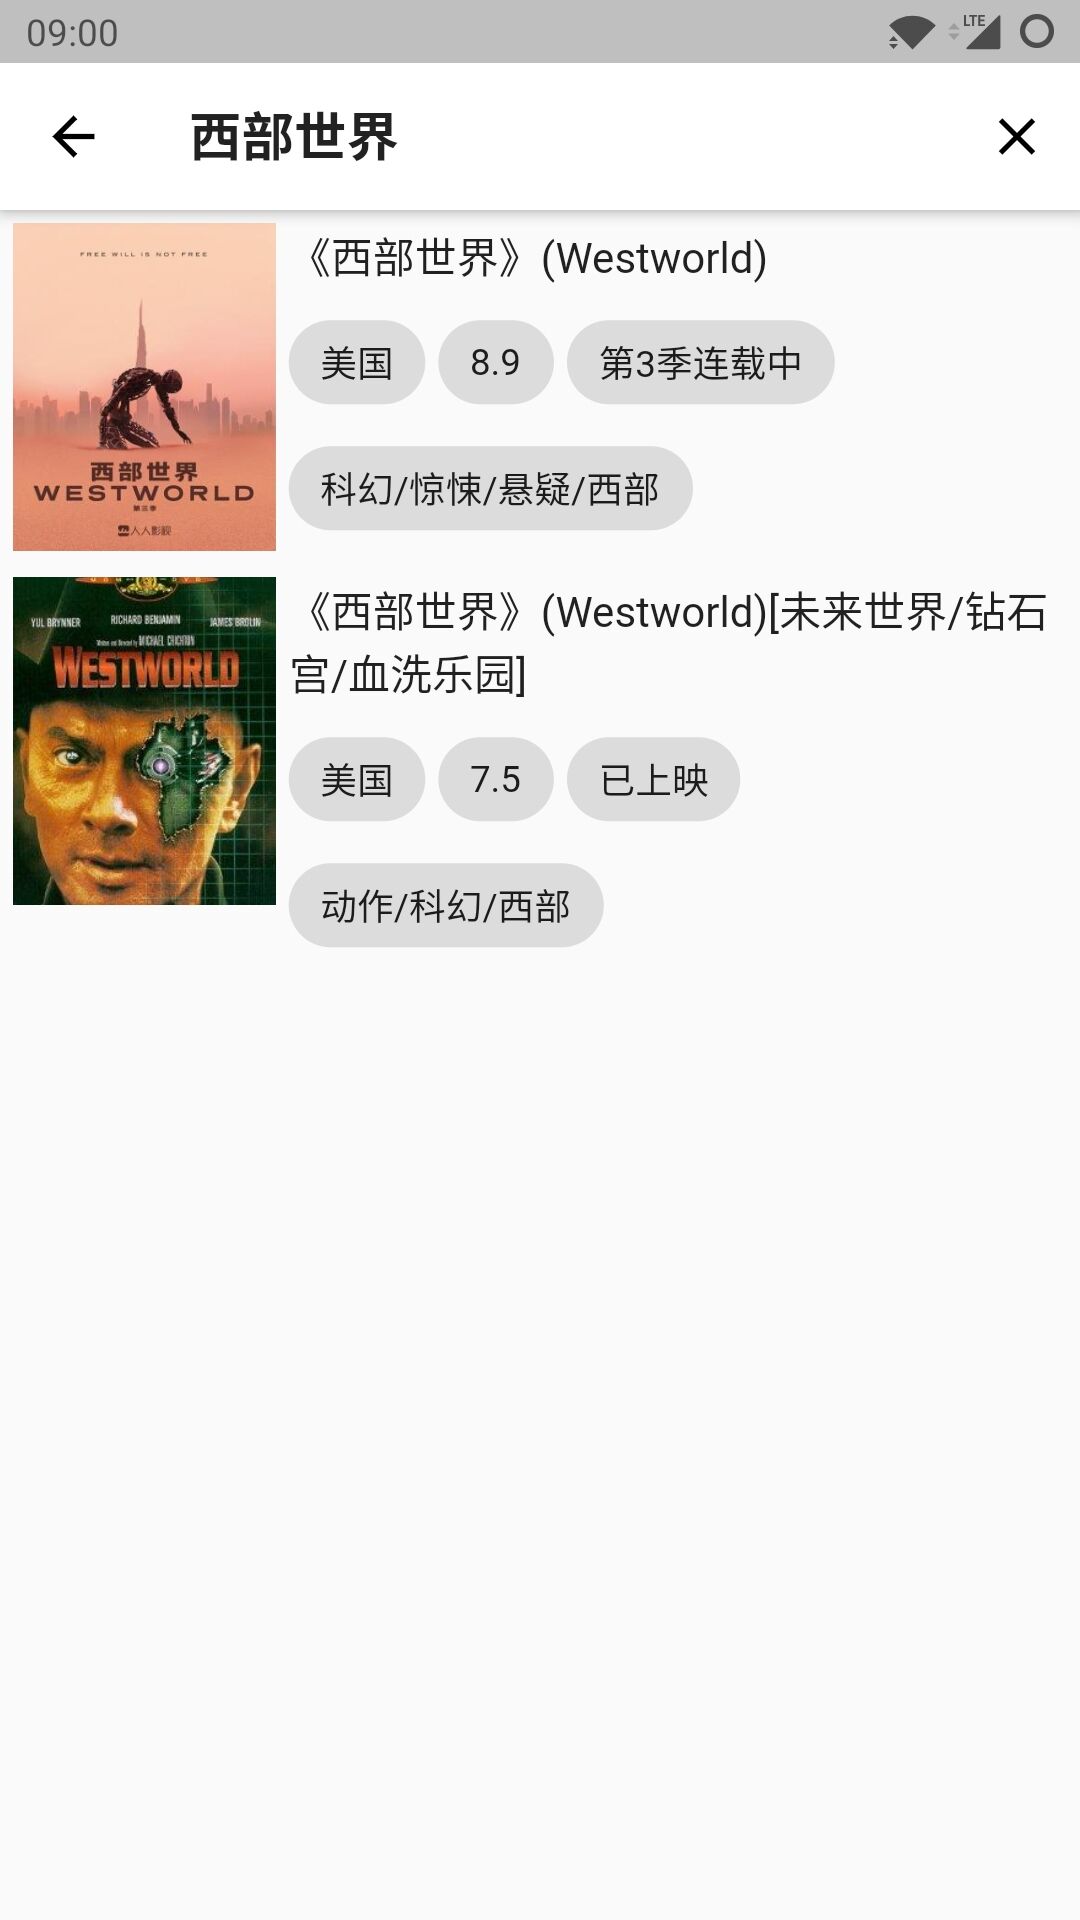 09:00
LTE
西部世界
FREE WILL IS NOT FREE
西部世界
WESTWORLD
第三季
人人影视
《西部世界》(Westworld)
美国
8.9
第3季连载中
科幻/惊悚/悬疑/西部
YUL BRYNNER
RICHARD BENJAMIN
JAMES BROLIN
Written and Directed by MICHAEL CRICHTON
WESTWORLD
《西部世界》(Westworld)[未来世界/钻石
宫/血洗乐园]
美国
7.5
已上映
动作/科幻/西部